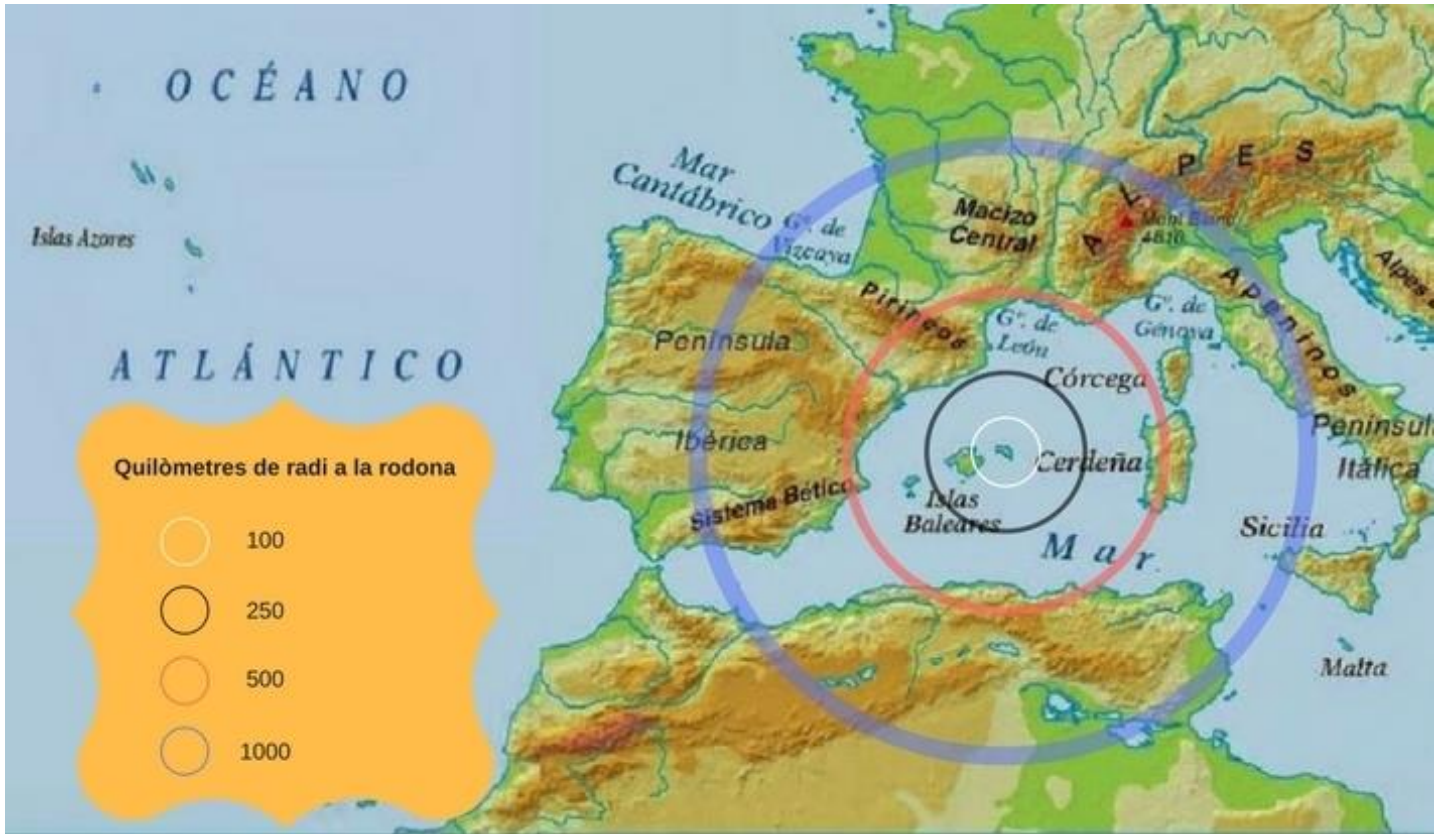 OCÉANO
Mar
Cantábrico
Gº. de
Vizcaya
Islas Azores
ATLÁNTICO
Macizo
Central
ALPES
Mont Blanc
4810
Alpes
Apeninos
Pirineos
Gº. de
León
Gº. de
Génova
Península
Ibérica
Córcega
Cerdeña
Islas
Baleares
Sistema Bético
Península
Itálica
Mar
Sicilia
Malta
Quilòmetres de radi a la rodona
100
250
500
1000